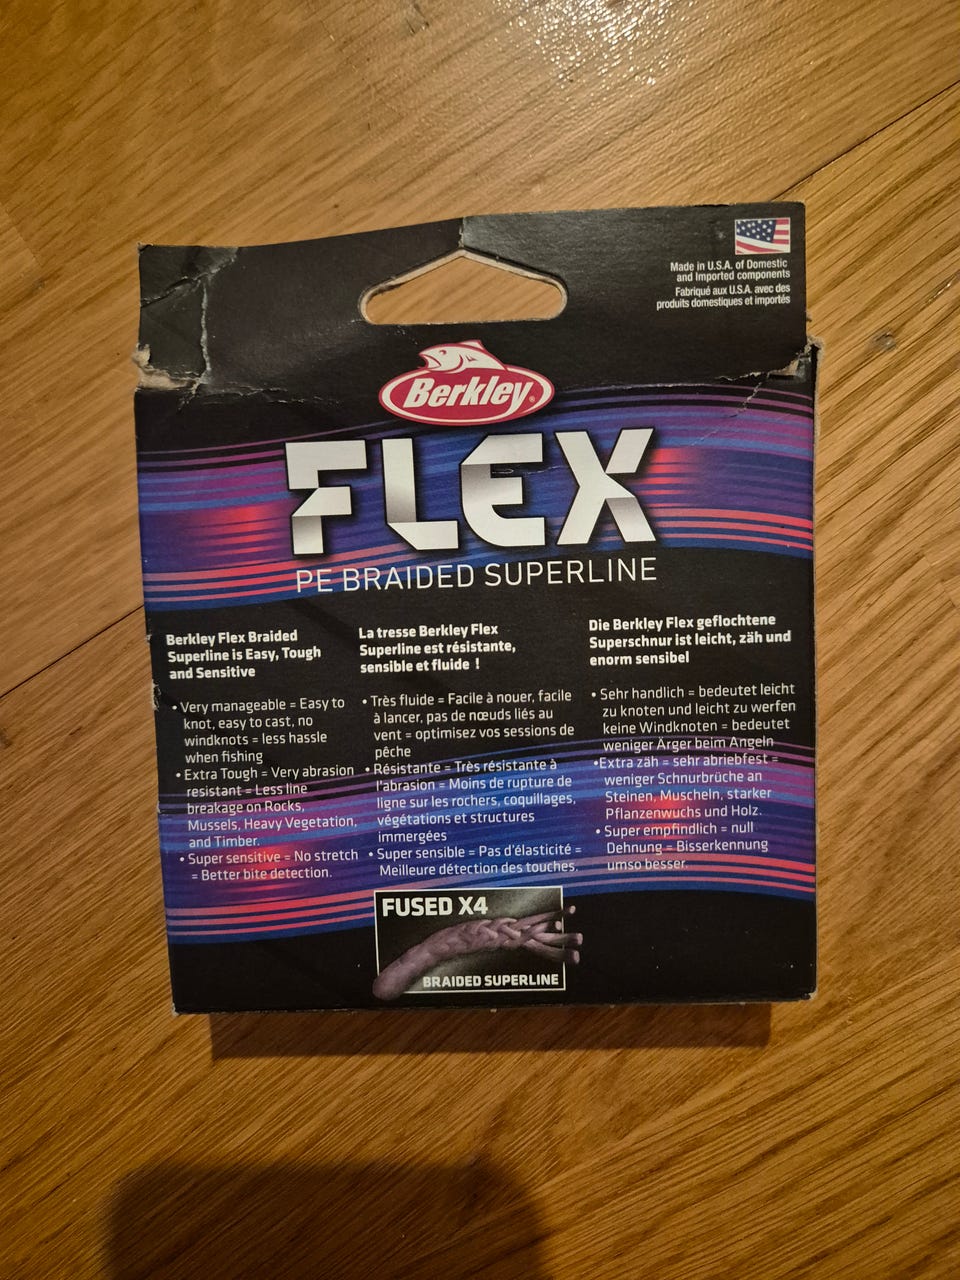 Made in U.S.A. of Domestic
and Imported components
Fabriqué aux U.S.A. avec des
produits domestiques et importés
Berkley®
FLEX
PE BRAIDED SUPERLINE
Berkley Flex Braided
Superline is Easy, Tough
and Sensitive
• Very manageable = Easy to
knot, easy to cast, no
windknots = less hassle
when fishing
• Extra Tough = Very abrasion
resistant = Less line
breakage on Rocks,
Mussels, Heavy Vegetation,
and Timber.
• Super sensitive = No stretch
= Better bite detection.
La tresse Berkley Flex
Superline est résistante,
sensible et fluide !
• Très fluide = Facile à nouer, facile
à lancer, pas de nœuds liés au
vent = optimisez vos sessions de
pêche
• Résistante = Très résistante à
l'abrasion = Moins de rupture de
ligne sur les rochers, coquillages,
végétations et structures
immergées
• Super sensible = Pas d'élasticité =
Meilleure détection des touches.
Die Berkley Flex geflochtene
Superschnur ist leicht, zäh und
enorm sensibel
• Sehr handlich = bedeutet leicht
zu knoten und leicht zu werfen
keine Windknoten = bedeutet
weniger Ärger beim Angeln
•Extra zäh = sehr abriebfest =
weniger Schnurbrüche an
Steinen, Muscheln, starker
Pflanzenwuchs und Holz.
• Super empfindlich = null
Dehnung = Bisserkennung
umso besser.
FUSED X4
BRAIDED SUPERLINE